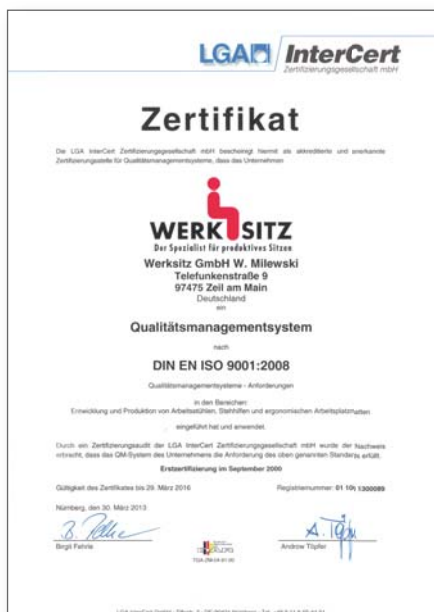 LGA InterCert
Zertifizierungsgesellschaft mbH
Zertifikat
Die LGA InterCert Zertifizierungsgesellschaft mbH bescheinigt hiermit als akkreditierte und anerkannte
Zertifizierungsstelle für Qualitätsmanagementsysteme, dass das Unternehmen
WERKSITZ
Der Spezialist für produktives Sitzen
Werksitz GmbH W. Milewski
Telefunkenstraße 9
97475 Zeil am Main
Deutschland
ein
Qualitätsmanagementsystem
nach
DIN EN ISO 9001:2008
Qualitätsmanagementsysteme - Anforderungen
in den Bereichen:
Entwicklung und Produktion von Arbeitsstühlen, Stehhilfen und ergonomischen Arbeitsplatzmatten
eingeführt hat und anwendet.
Durch ein Zertifizierungsaudit der LGA InterCert Zertifizierungsgesellschaft mbH wurde der Nachweis
erbracht, dass das QM-System des Unternehmens die Anforderung des oben genannten Standards erfüllt.
Erstzertifizierung im September 2000
Gültigkeit des Zertifikates bis 29. März 2016 Registriernummer: 01 10( 1300089
Nürnberg, den 30. März 2013
Birgit Fehrle Androw Töpfer